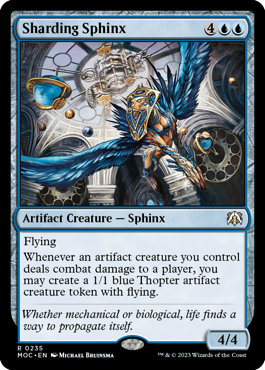 Sharding Sphinx 4
Artifact Creature — Sphinx
Flying
Whenever an artifact creature you control
deals combat damage to a player, you
may create a 1/1 blue Thopter artifact
creature token with flying.
Whether mechanical or biological, life finds a
way to propagate itself.
4/4
R 0235
MOC • EN MICHAEL BRUINSMA ™ & © 2023 Wizards of the Coast